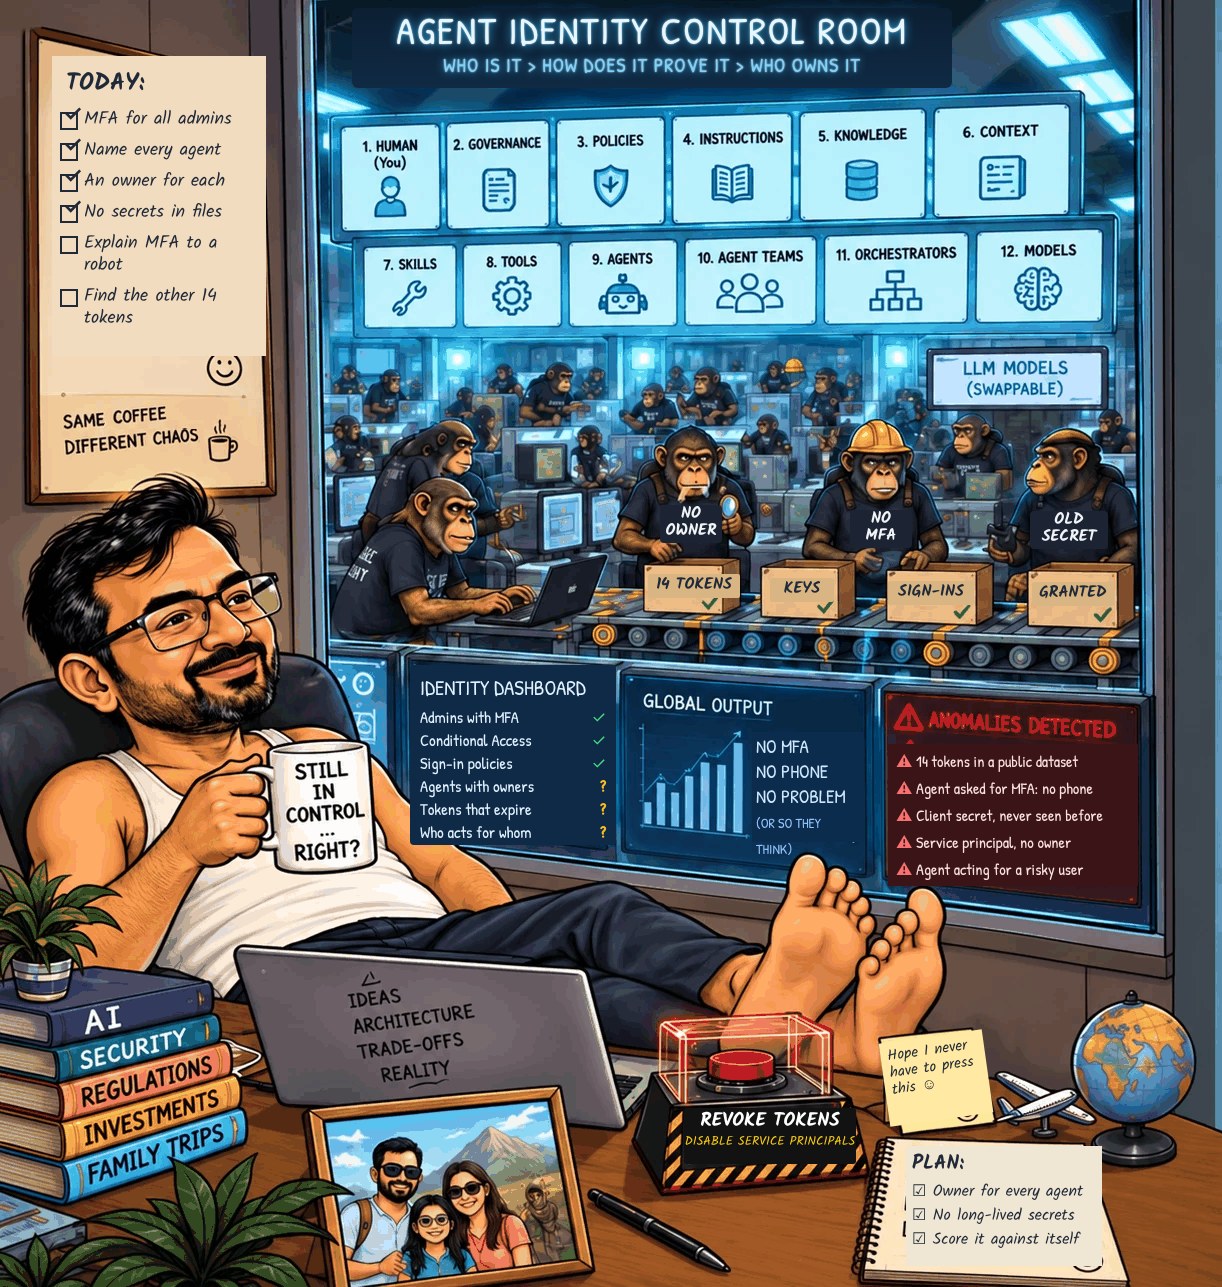 AGENT IDENTITY CONTROL ROOM
WHO IS IT > HOW DOES IT PROVE IT > WHO OWNS IT
TODAY:
MFA for all admins
Name every agent
An owner for each
No secrets in files
Explain MFA to a
robot
Find the other 14
tokens
SAME COFFEE
DIFFERENT CHAOS
1. HUMAN
(You)
2. GOVERNANCE
3. POLICIES
4. INSTRUCTIONS
5. KNOWLEDGE
6. CONTEXT
7. SKILLS
8. TOOLS
9. AGENTS
10. AGENT TEAMS
11. ORCHESTRATORS
12. MODELS
LLM MODELS
(SWAPPABLE)
NO
OWNER
NO
MFA
OLD
SECRET
14 TOKENS
KEYS
SIGN-INS
GRANTED
IDENTITY DASHBOARD
Admins with MFA
Conditional Access
Sign-in policies
Agents with owners ?
Tokens that expire ?
Who acts for whom ?
GLOBAL OUTPUT
NO MFA
NO PHONE
NO PROBLEM
(OR SO THEY
THINK)
ANOMALIES DETECTED
14 tokens in a public dataset
Agent asked for MFA: no phone
Client secret, never seen before
Service principal, no owner
Agent acting for a risky user
STILL
IN
CONTROL
...
RIGHT?
AI
SECURITY
REGULATIONS
INVESTMENTS
FAMILY TRIPS
IDEAS
ARCHITECTURE
TRADE-OFFS
REALITY
REVOKE TOKENS
DISABLE SERVICE PRINCIPALS
Hope I never
have to press
this ☺
PLAN:
☑ Owner for every agent
☑ No long-lived secrets
☑ Score it against itself